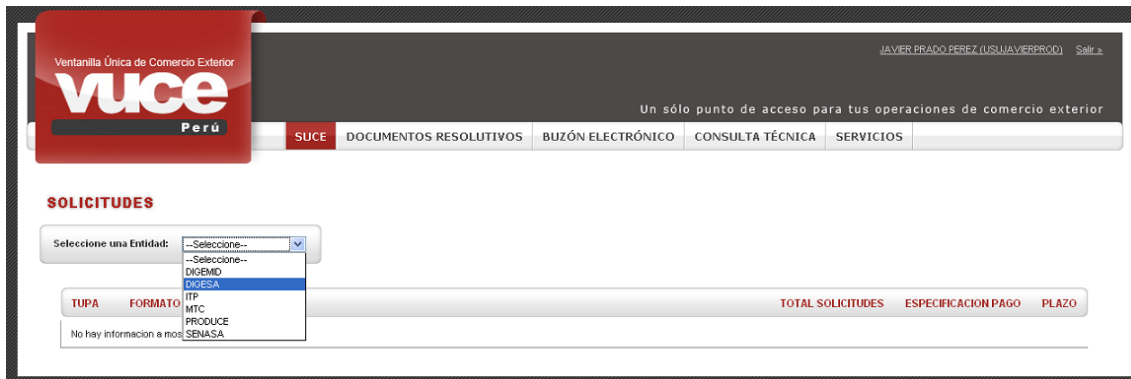 JAVIER PRADO PEREZ (USUJAVIERPROD) Salir »
Ventanilla Única de Comercio Exterior
vuce
Perú
Un sólo punto de acceso para tus operaciones de comercio exterior
SUCE DOCUMENTOS RESOLUTIVOS BUZÓN ELECTRÓNICO CONSULTA TÉCNICA SERVICIOS
SOLICITUDES
Seleccione una Entidad: --Seleccione--
--Seleccione--
DIGEMID
DIGESA
ITP
MTC
PRODUCE
SENASA
TUPA FORMATO TOTAL SOLICITUDES ESPECIFICACION PAGO PLAZO
No hay informacion a mos